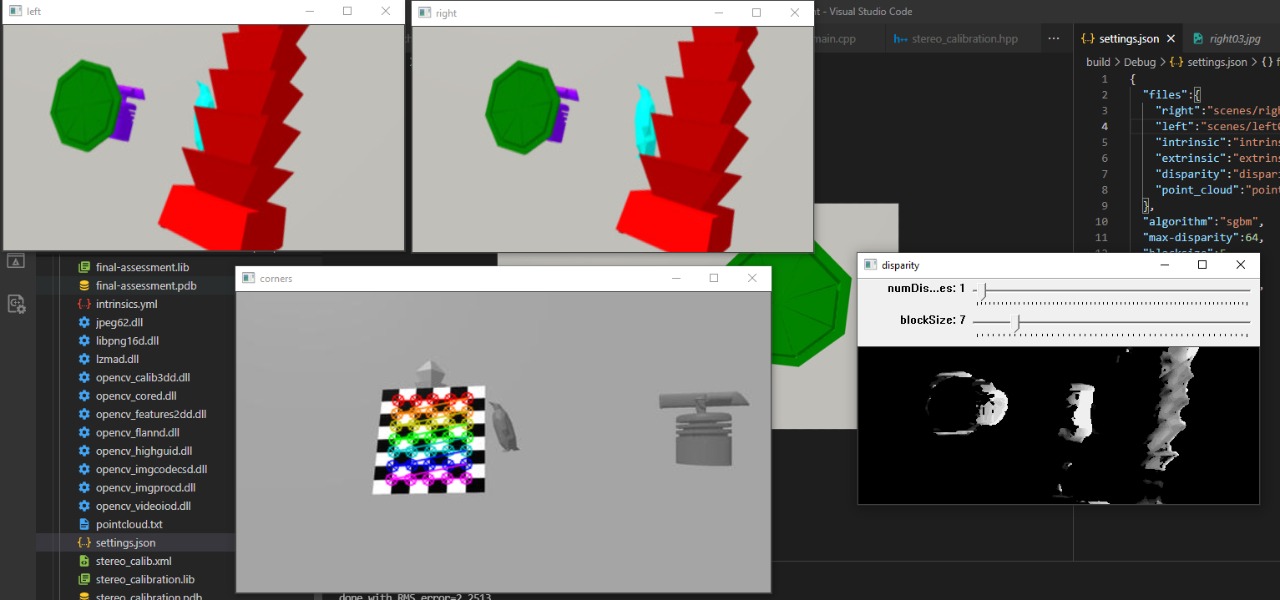 left
right
nt - Visual Studio Code
main.cpp
stereo_calibration.hpp
settings.json
right03.jpg
build > Debug > settings.json >
1 {
2 "files":{
3 "right":"scenes/righ
4 "left":"scenes/left0
5 "intrinsic":"intrins
6 "extrinsic":"extrins
7 "disparity":"dispari
8 "point_cloud":"point
9 },
10 "algorithm":"sgbm",
11 "max-disparity":64,
final-assessment.lib
final-assessment.pdb
intrinsics.yml
jpeg62.dll
libpng16d.dll
lzmad.dll
opencv_calib3dd.dll
opencv_cored.dll
opencv_features2dd.dll
opencv_flannd.dll
opencv_highguid.dll
opencv_imgcodecsd.dll
opencv_imgprocd.dll
opencv_videoiod.dll
pointcloud.txt
settings.json
stereo_calib.xml
stereo_calibration.lib
stereo_calibration.pdb
corners
disparity
numDis...es: 1
blockSize: 7
done with RMS error=2.2513